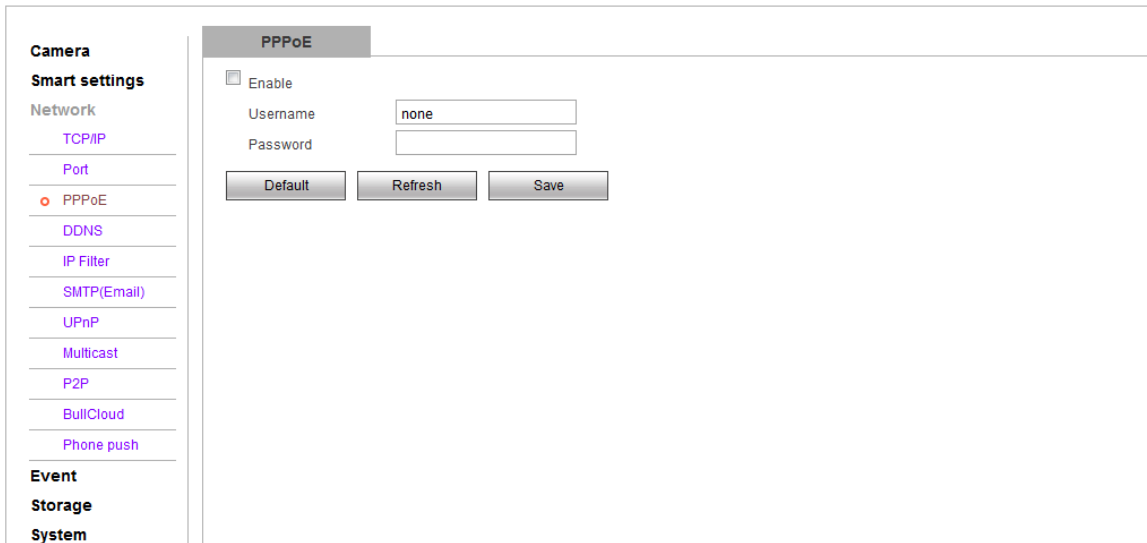 Camera
Smart settings
Network
TCP/IP
Port
PPPoE
DDNS
IP Filter
SMTP(Email)
UPnP
Multicast
P2P
BullCloud
Phone push
Event
Storage
System
PPPoE
Enable
Username none
Password
Default Refresh Save